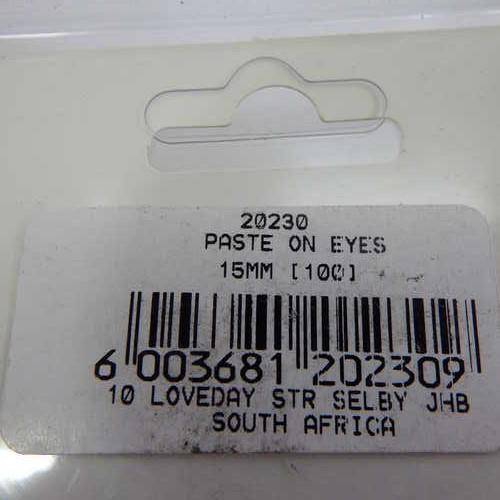 20230
PASTE ON EYES
15MM [100]
6 003681 202309
10 LOVEDAY STR SELBY JHB
SOUTH AFRICA